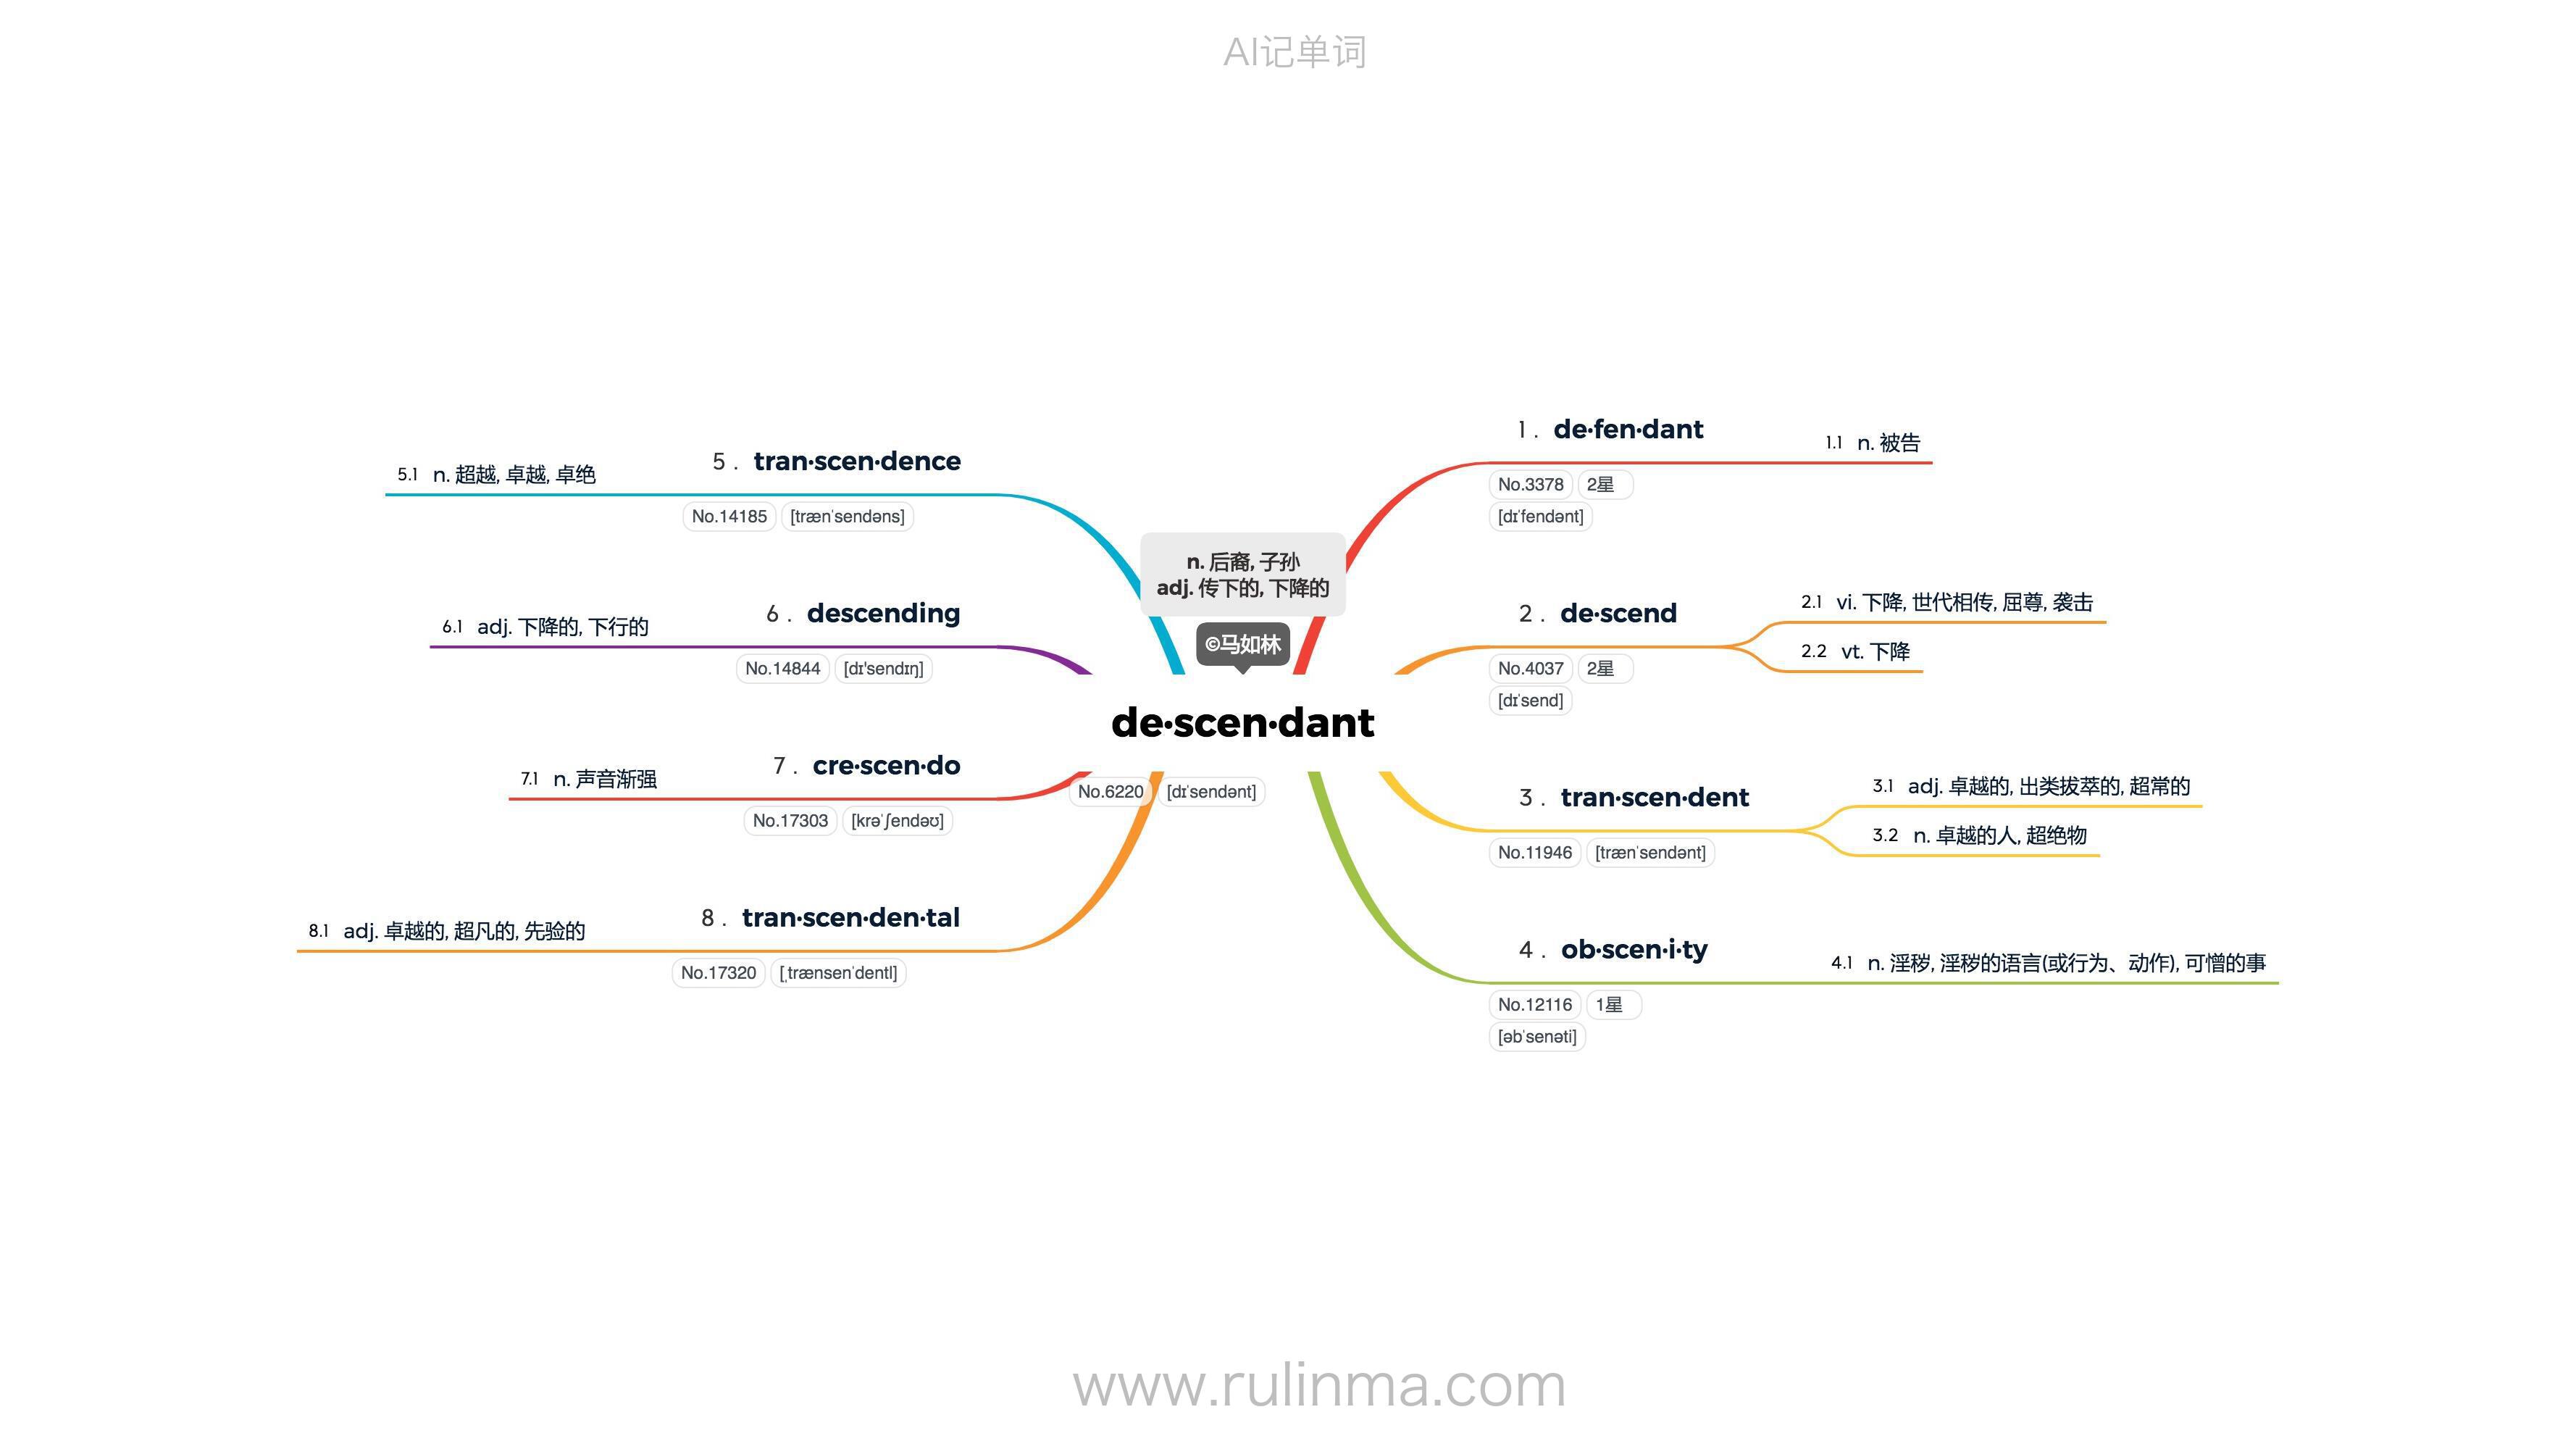 AI记单词
n. 后裔, 子孙
adj. 传下的, 下降的
©马如林
de·scen·dant
No.6220 [dɪˈsendənt]
1. de·fen·dant
No.3378 2星
[dɪˈfendənt]
1.1 n. 被告
2. de·scend
No.4037 2星
[dɪˈsend]
2.1 vi. 下降, 世代相传, 屈尊, 袭击
2.2 vt. 下降
3. tran·scen·dent
No.11946 [trænˈsendənt]
3.1 adj. 卓越的, 出类拔萃的, 超常的
3.2 n. 卓越的人, 超绝物
4. ob·scen·i·ty
No.12116 1星
[əbˈsenəti]
4.1 n. 淫秽, 淫秽的语言(或行为、动作), 可憎的事
5. tran·scen·dence
No.14185 [trænˈsendəns]
5.1 n. 超越, 卓越, 卓绝
6. descending
No.14844 [dɪ'sendɪŋ]
6.1 adj. 下降的, 下行的
7. cre·scen·do
No.17303 [krəˈʃendəʊ]
7.1 n. 声音渐强
8. tran·scen·den·tal
No.17320 [ˌtrænsenˈdentl]
8.1 adj. 卓越的, 超凡的, 先验的
www.rulinma.com